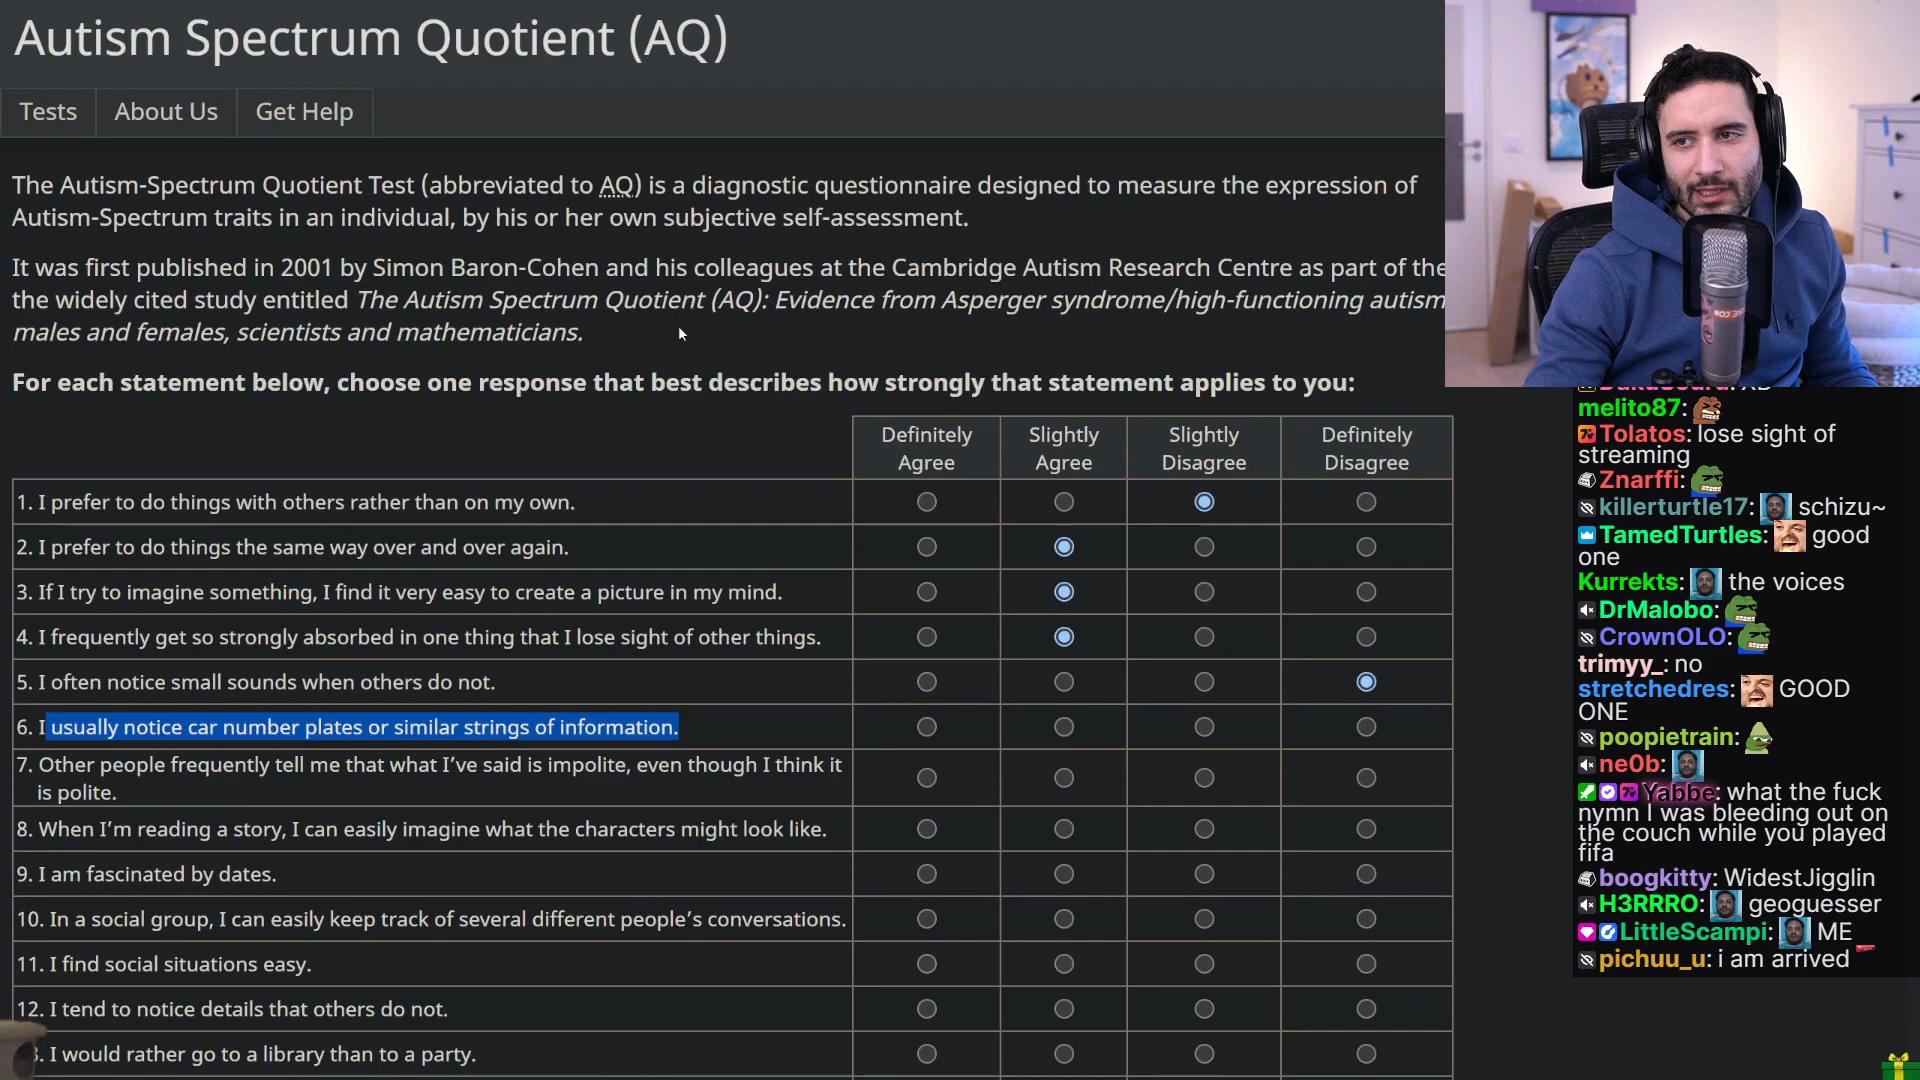 Autism Spectrum Quotient (AQ)
Tests
About Us
Get Help
The Autism-Spectrum Quotient Test (abbreviated to AQ) is a diagnostic questionnaire designed to measure the expression of
Autism-Spectrum traits in an individual, by his or her own subjective self-assessment.
It was first published in 2001 by Simon Baron-Cohen and his colleagues at the Cambridge Autism Research Centre as part of the
the widely cited study entitled The Autism Spectrum Quotient (AQ): Evidence from Asperger syndrome/high-functioning autism
males and females, scientists and mathematicians.
For each statement below, choose one response that best describes how strongly that statement applies to you:
Definitely
Agree
Slightly
Agree
Slightly
Disagree
Definitely
Disagree
1. I prefer to do things with others rather than on my own.
2. I prefer to do things the same way over and over again.
3. If I try to imagine something, I find it very easy to create a picture in my mind.
4. I frequently get so strongly absorbed in one thing that I lose sight of other things.
5. I often notice small sounds when others do not.
6. I usually notice car number plates or similar strings of information.
7. Other people frequently tell me that what I’ve said is impolite, even though I think it
is polite.
8. When I’m reading a story, I can easily imagine what the characters might look like.
9. I am fascinated by dates.
10. In a social group, I can easily keep track of several different people’s conversations.
11. I find social situations easy.
12. I tend to notice details that others do not.
3. I would rather go to a library than to a party.
melito87:
Tolatos: lose sight of
streaming
Znarffi:
killerturtle17: schizu~
TamedTurtles: good
one
Kurrekts: the voices
DrMalobo:
CrownOLO:
trimyy_: no
stretchedres: GOOD
ONE
poopietrain:
ne0b:
Yabbe: what the fuck
nymn I was bleeding out on
the couch while you played
fifa
boogkitty: WidestJigglin
H3RRRO: geoguesser
LittleScampi: ME
pichuu_u: i am arrived